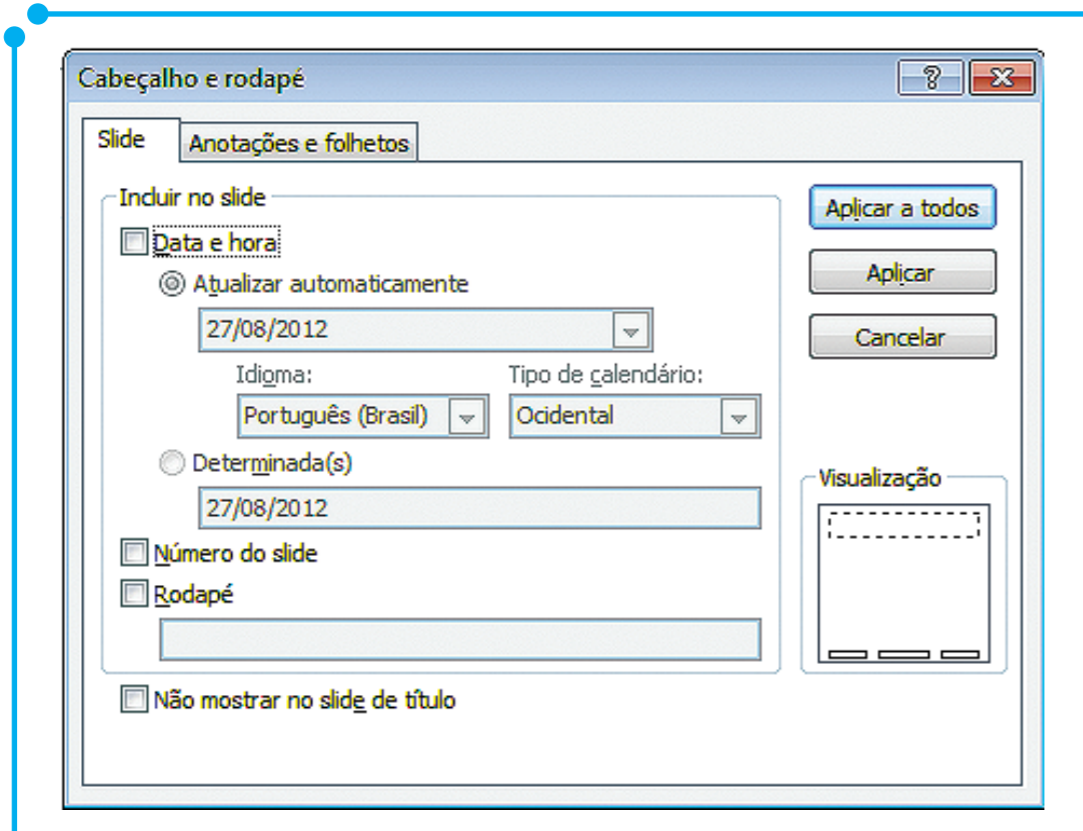 Cabeçalho e rodapé
Slide
Anotações e folhetos
Incluir no slide
Data e hora
Atualizar automaticamente
27/08/2012
Idioma:
Tipo de calendário:
Português (Brasil)
Ocidental
Determinada(s)
27/08/2012
Número do slide
Rodapé
Não mostrar no slide de título
Aplicar a todos
Aplicar
Cancelar
Visualização